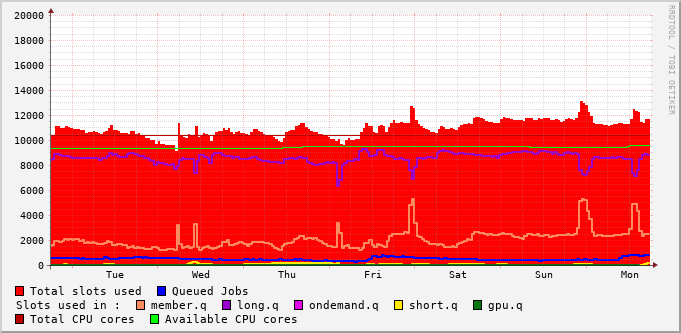 20000
18000
16000
14000
12000
10000
8000
6000
4000
2000
0
Tue Wed Thu Fri Sat Sun Mon
RRDTOOL / TOBI OETIKER
Total slots used Queued Jobs
Slots used in : member.q long.q ondemand.q short.q gpu.q
Total CPU cores Available CPU cores